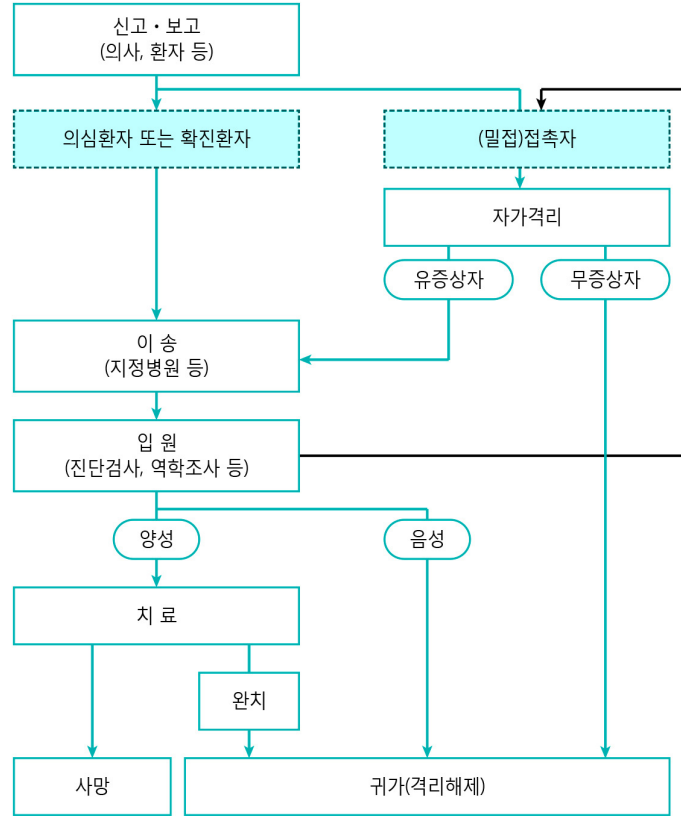 신고・보고
(의사, 환자 등)
의심환자 또는 확진환자
(밀접)접촉자
자가격리
유증상자
무증상자
이 송
(지정병원 등)
입 원
(진단검사, 역학조사 등)
양성
음성
치 료
완치
사망
귀가(격리해제)